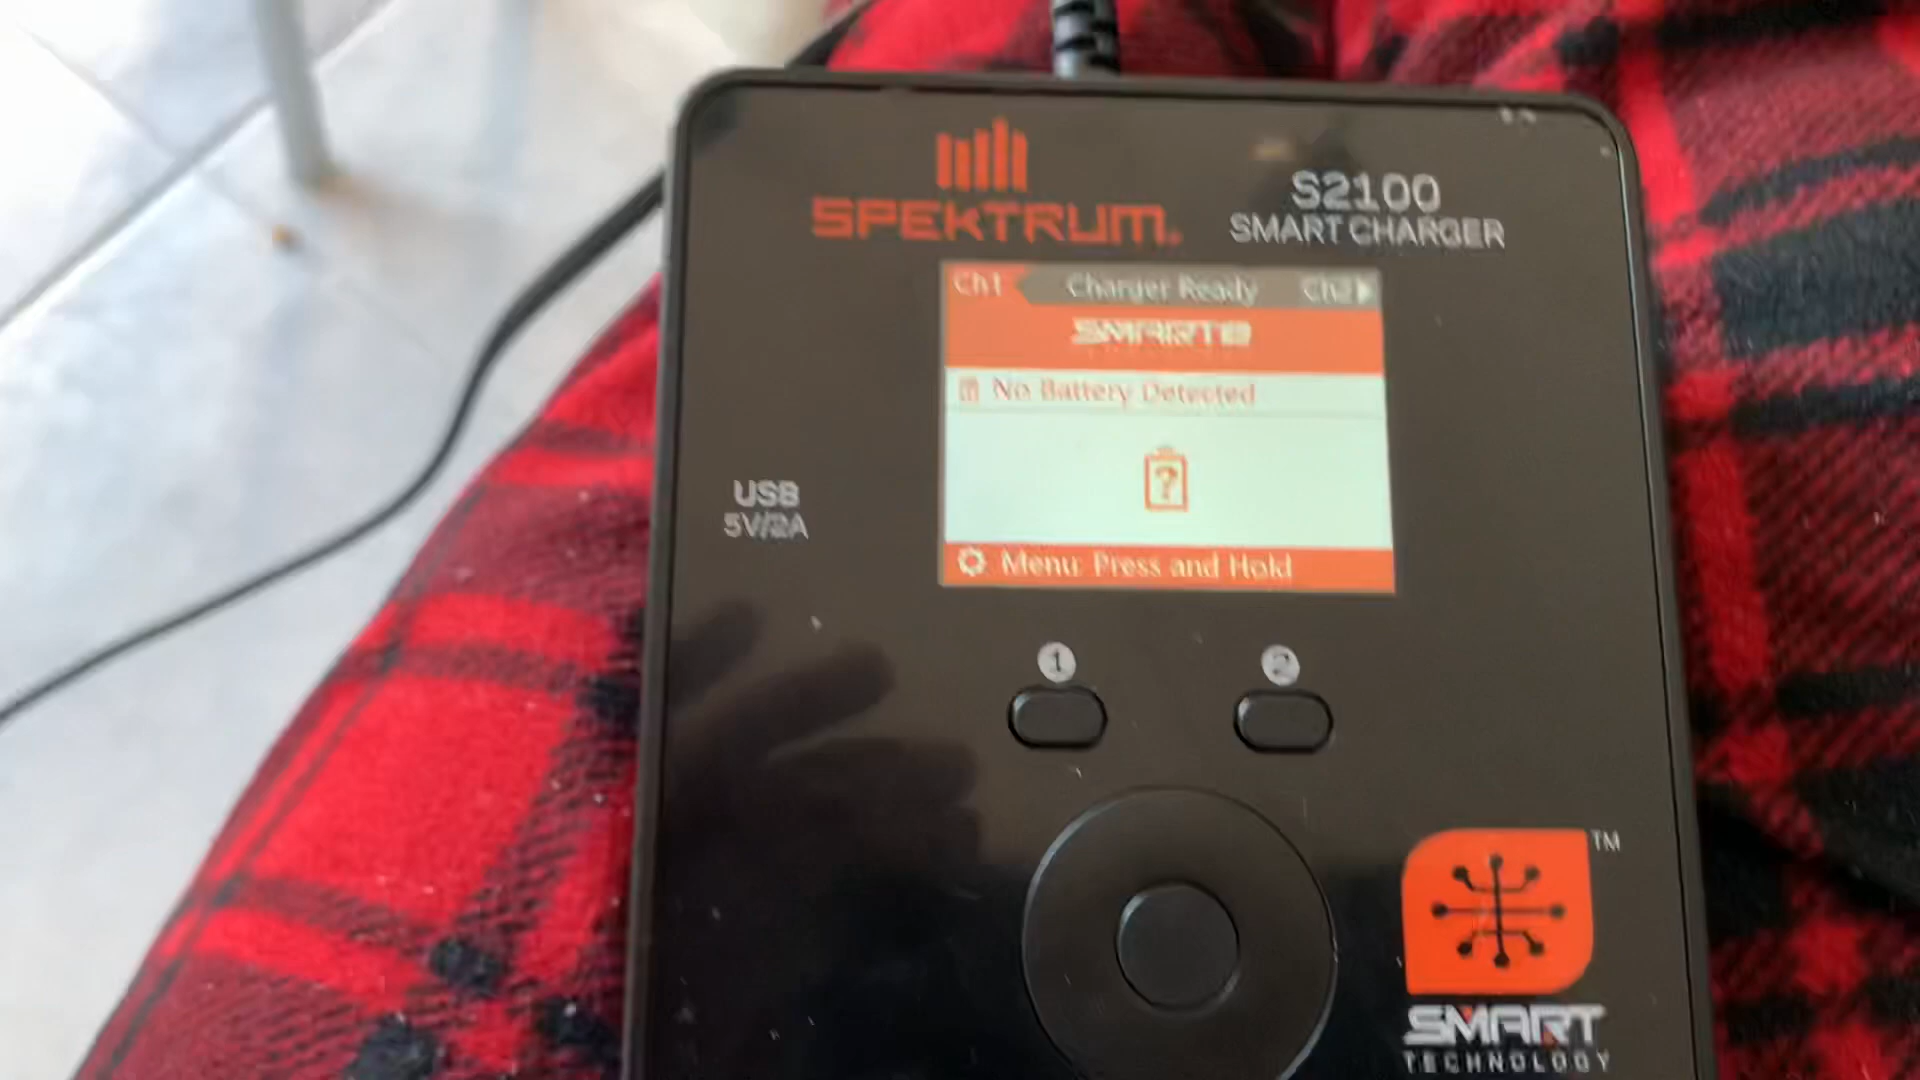 SPEKTRUM.
S2100
SMART CHARGER
Ch1 Charger Ready Ch2
SMART
No Battery Detected
?
Menu: Press and Hold
USB
5V/2A
1 2
TM
SMART
TECHNOLOGY